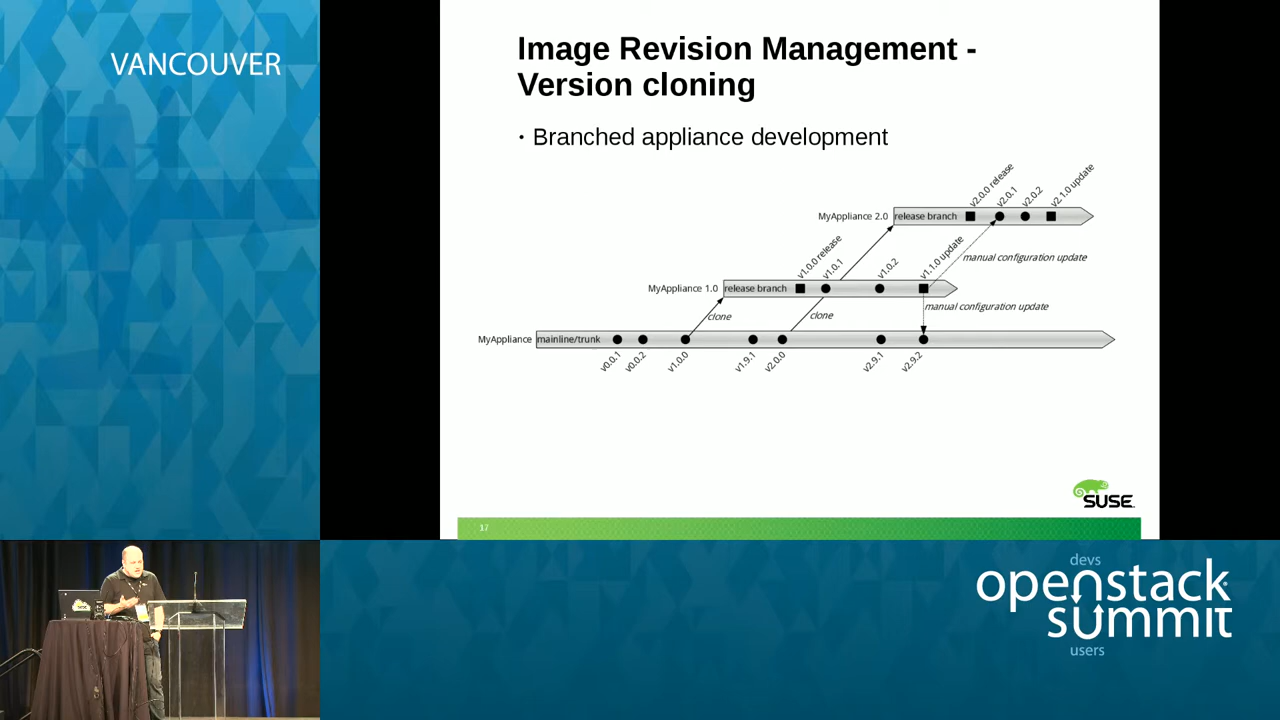 VANCOUVER
Image Revision Management -
Version cloning
• Branched appliance development
v2.0.0 release
v2.0.1
v2.0.2
v2.1.0 update
MyAppliance 2.0
release branch
manual configuration update
v1.0.0 release
v1.0.1
v1.0.2
v1.1.0 update
MyAppliance 1.0
release branch
clone
clone
manual configuration update
MyAppliance
mainline/trunk
v0.0.1
v0.0.2
v1.0.0
v1.9.1
v2.0.0
v2.9.1
v2.9.2
SUSE
17
devs
openstack
summit
users